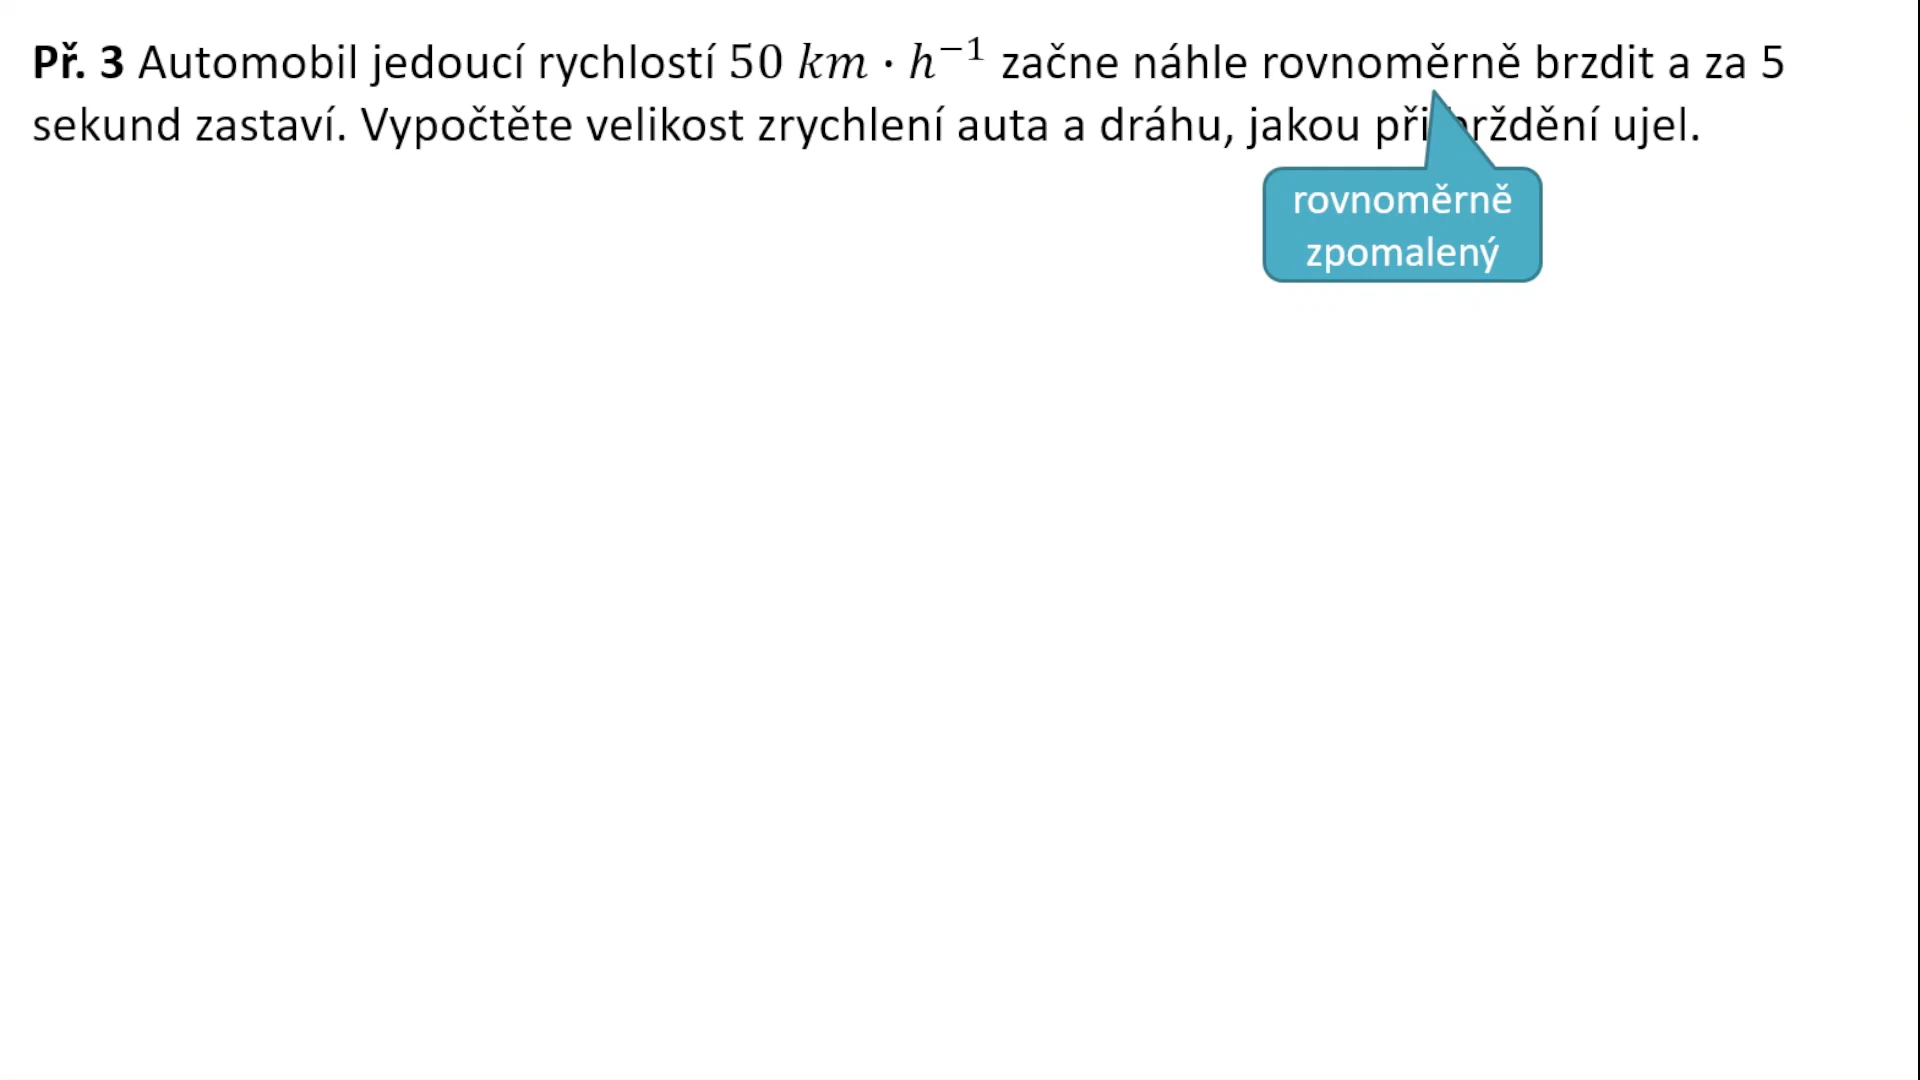 Př. 3 Automobil jedoucí rychlostí 50 km · h⁻¹ začne náhle rovnoměrně brzdit a za 5
sekund zastaví. Vypočtěte velikost zrychlení auta a dráhu, jakou při brždění ujel.
rovnoměrně
zpomalený